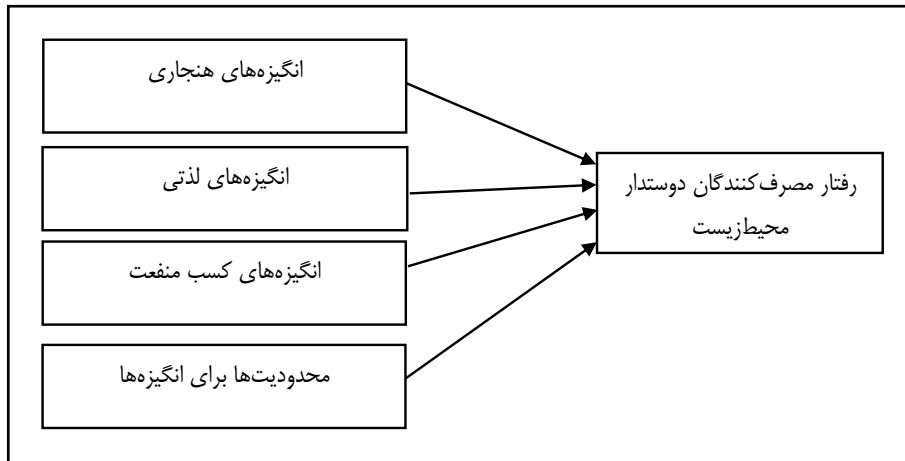 انگیزه‌های هنجاری
انگیزه‌های لذتی
انگیزه‌های کسب منفعت
محدودیت‌ها برای انگیزه‌ها
رفتار مصرف‌کنندگان دوستدار
محیط‌زیست